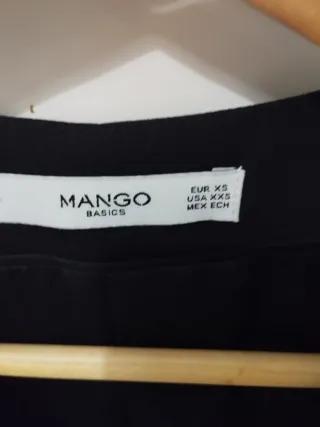 MANGO
BASICS
EUR XS
USA XXS
MEX ECH